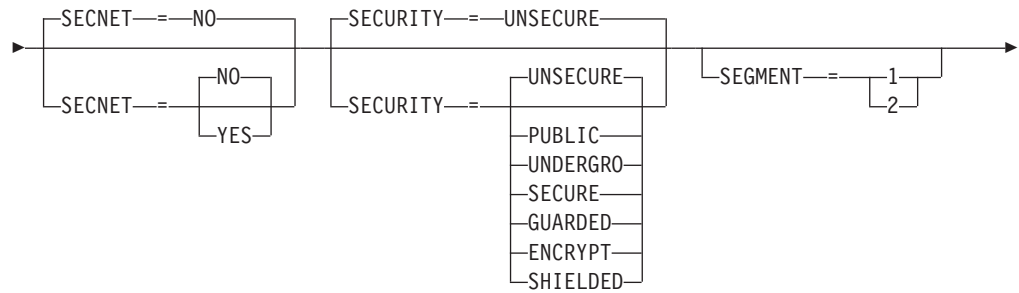 SECNET = NO SECURITY = UNSECURE
NO UNSECURE SEGMENT = 1
SECNET = SECURITY = 2
YES PUBLIC
UNDERGRO
SECURE
GUARDED
ENCRYPT
SHIELDED